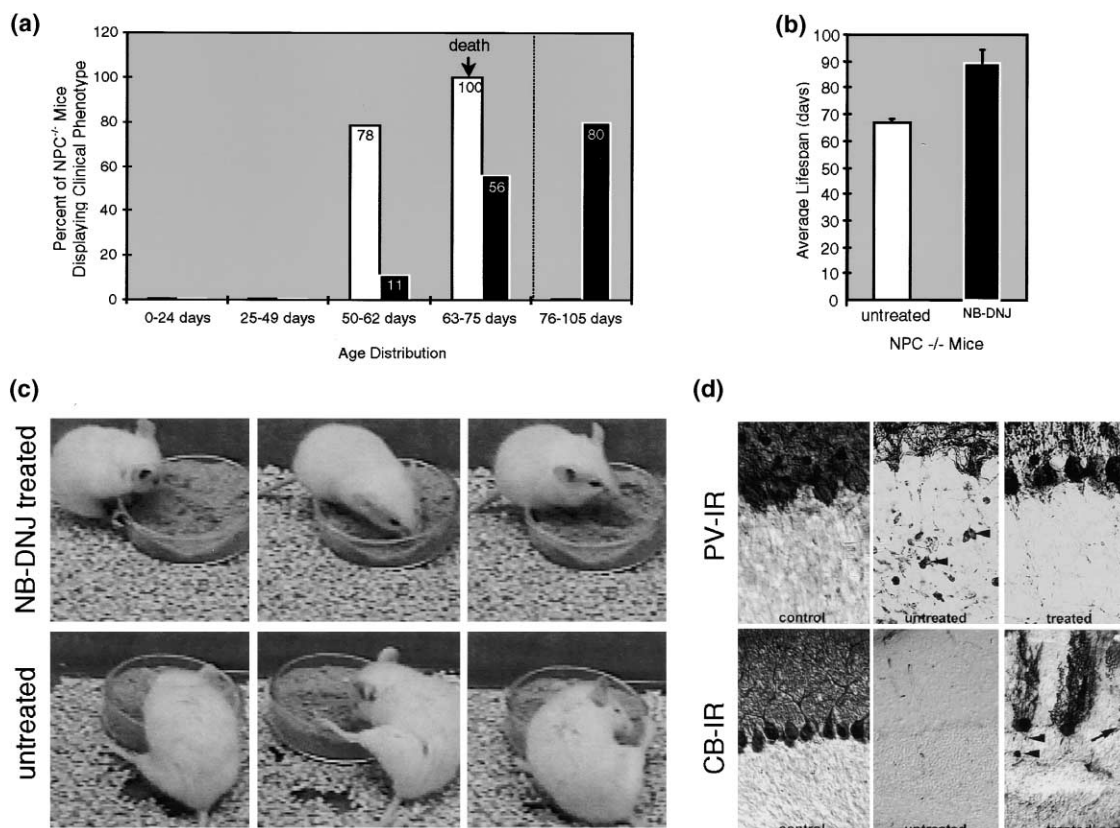 (a)
Percent of NPC-/- Mice
Displaying Clinical Phenotype
120
100
80
60
40
20
0
death
78
11
100
56
80
0-24 days
25-49 days
50-62 days
63-75 days
76-105 days
Age Distribution
(b)
Average Lifespan (days)
100
90
80
70
60
50
40
30
20
10
0
untreated
NB-DNJ
NPC -/- Mice
(c)
NB-DNJ treated
untreated
(d)
PV-IR
control
untreated
treated
CB-IR
control
untreated